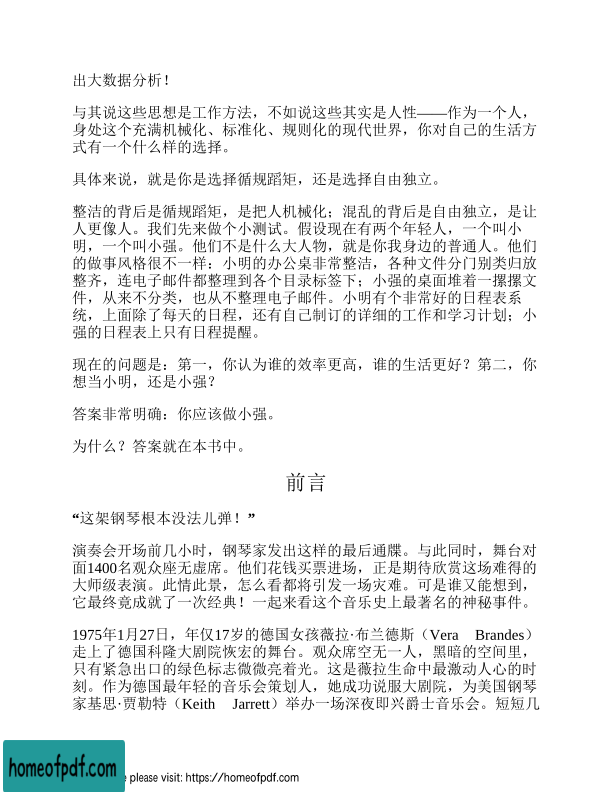 出大数据分析！
与其说这些思想是工作方法，不如说这些其实是人性——作为一个人，
身处这个充满机械化、标准化、规则化的现代世界，你对自己的生活方
式有一个什么样的选择。
具体来说，就是你是选择循规蹈矩，还是选择自由独立。
整洁的背后是循规蹈矩，是把人机械化；混乱的背后是自由独立，是让
人更像人。我们先来做个小测试。假设现在有两个年轻人，一个叫小
明，一个叫小强。他们不是什么大人物，就是你我身边的普通人。他们
的做事风格很不一样：小明的办公桌非常整洁，各种文件分门别类归放
整齐，连电子邮件都整理到各个目录标签下；小强的桌面堆着一摞摞文
件，从来不分类，也从不整理电子邮件。小明有个非常好的日程表系
统，上面除了每天的日程，还有自己制订的详细的工作和学习计划；小
强的日程表上只有日程提醒。
现在的问题是：第一，你认为谁的效率更高，谁的生活更好？第二，你
想当小明，还是小强？
答案非常明确：你应该做小强。
为什么？答案就在本书中。
前言
“这架钢琴根本没法儿弹！”
演奏会开场前几小时，钢琴家发出这样的最后通牒。与此同时，舞台对
面1400名观众座无虚席。他们花钱买票进场，正是期待欣赏这场难得的
大师级表演。此情此景，怎么看都将引发一场灾难。可是谁又能想到，
它最终竟成就了一次经典！一起来看这个音乐史上最著名的神秘事件。
1975年1月27日，年仅17岁的德国女孩薇拉·布兰德斯（Vera Brandes）
走上了德国科隆大剧院恢宏的舞台。观众席空无一人，黑暗的空间里，
只有紧急出口的绿色标志微微亮着光。这是薇拉生命中最激动人心的时
刻。作为德国最年轻的音乐会策划人，她成功说服大剧院，为美国钢琴
家基思·贾勒特（Keith Jarrett）举办一场深夜即兴爵士音乐会。短短几
homeofpdf.com
please visit: https://homeofpdf.com